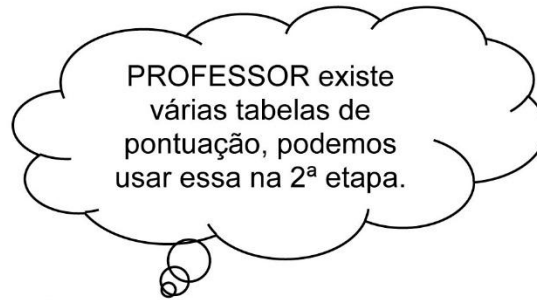 PROFESSOR existe
várias tabelas de
pontuação, podemos
usar essa na 2ª etapa.